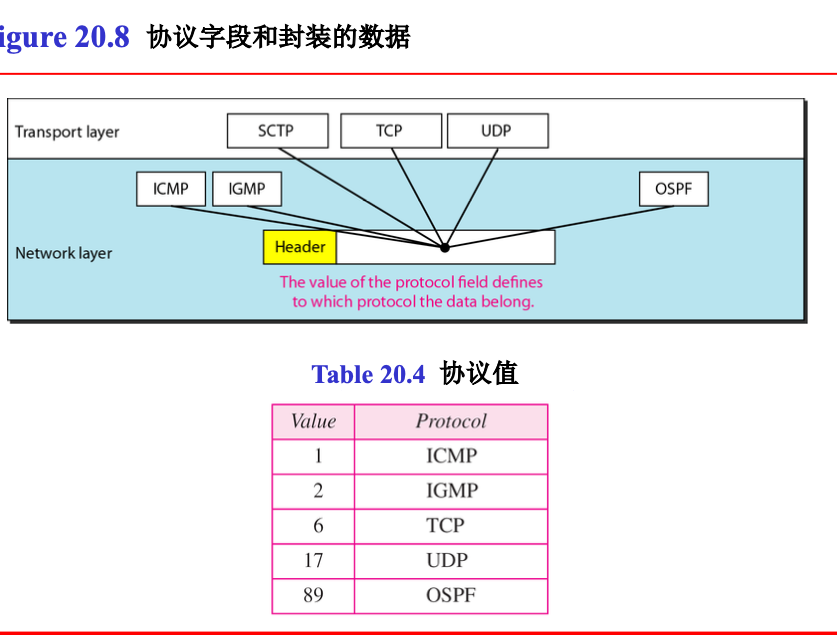 igure 20.8 协议字段和封装的数据
Transport layer
SCTP
TCP
UDP
ICMP
IGMP
OSPF
Network layer
Header
The value of the protocol field defines
to which protocol the data belong.
Table 20.4 协议值
Value Protocol
1 ICMP
2 IGMP
6 TCP
17 UDP
89 OSPF